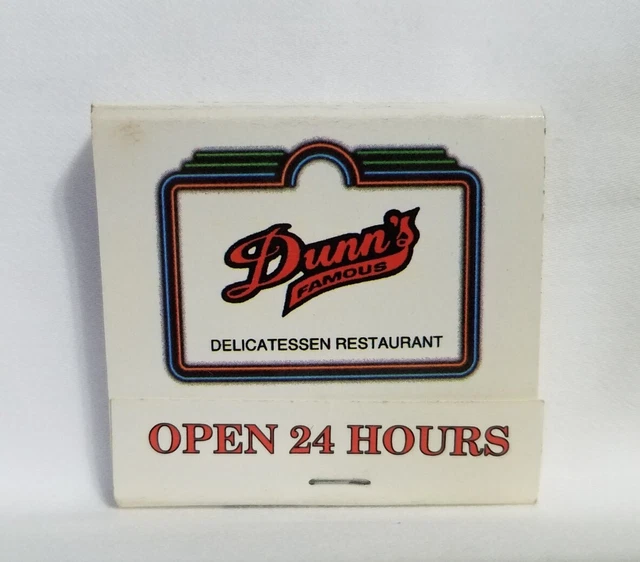 Dunn's
FAMOUS
DELICATESSEN RESTAURANT
OPEN 24 HOURS